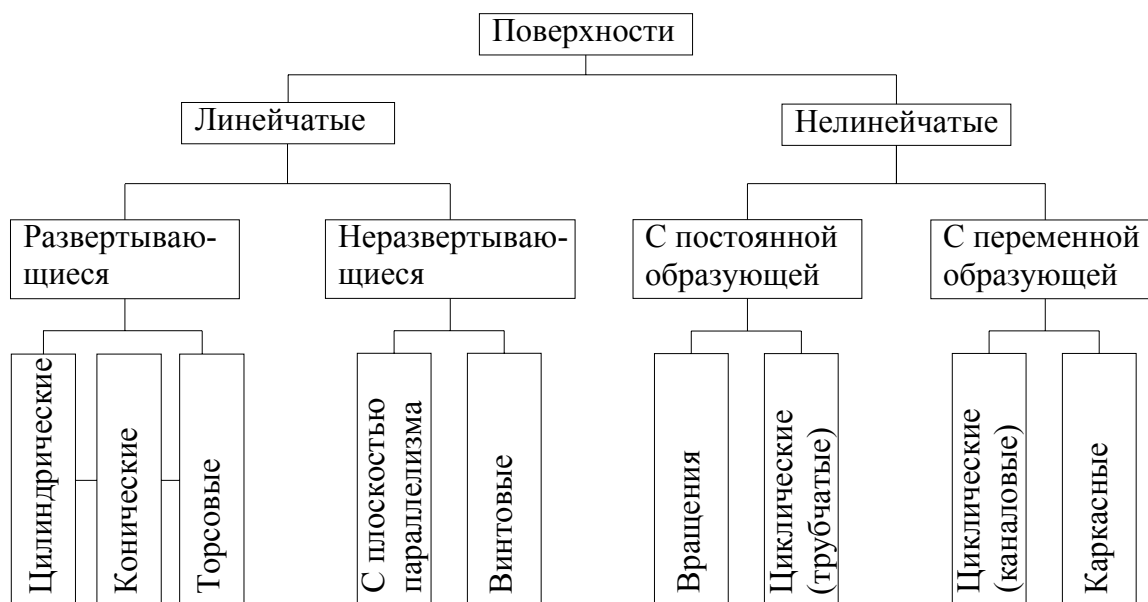 Поверхности
Линейчатые
Нелинейчатые
Развертываю-
щиеся
Неразвертываю-
щиеся
С постоянной
образующей
С переменной
образующей
Цилиндрические
Конические
Торсовые
С плоскостью
параллелизма
Винтовые
Вращения
Циклические
(трубчатые)
Циклические
(каналовые)
Каркасные